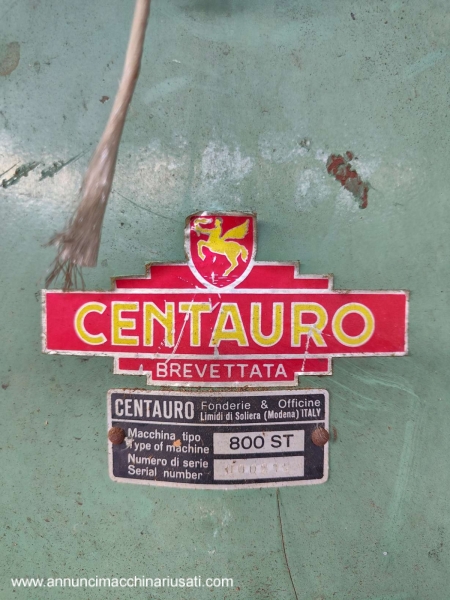 CENTAURO
BREVETTATA
CENTAURO Fonderie & Officine
Limidi di Soliera (Modena) ITALY
Macchina tipo
Type of machine 800 ST
Numero di serie
Serial number
www.annuncimacchinariusati.com